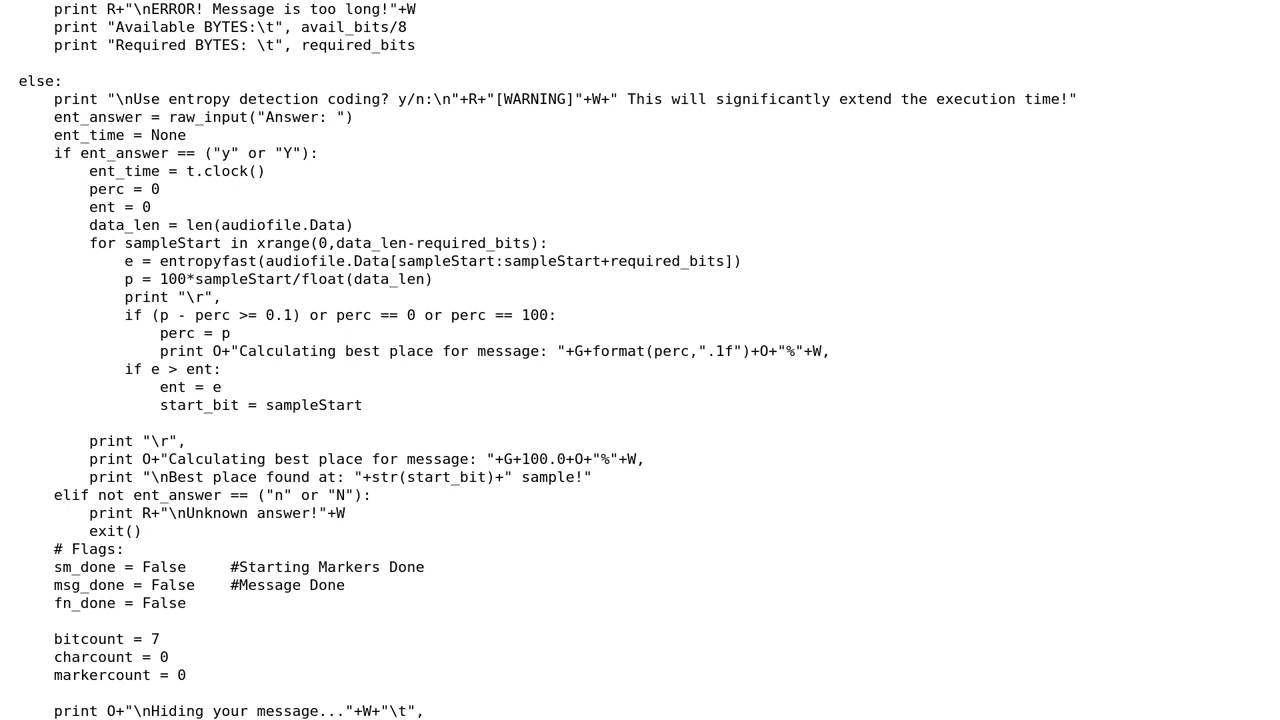 print R+"\nERROR! Message is too long!"+W
    print "Available BYTES:\t", avail_bits/8
    print "Required BYTES: \t", required_bits

else:
    print "\nUse entropy detection coding? y/n:\n"+R+"[WARNING]"+W+" This will significantly extend the execution time!"
    ent_answer = raw_input("Answer: ")
    ent_time = None
    if ent_answer == ("y" or "Y"):
        ent_time = t.clock()
        perc = 0
        ent = 0
        data_len = len(audiofile.Data)
        for sampleStart in xrange(0,data_len-required_bits):
            e = entropyfast(audiofile.Data[sampleStart:sampleStart+required_bits])
            p = 100*sampleStart/float(data_len)
            print "\r",
            if (p - perc >= 0.1) or perc == 0 or perc == 100:
                perc = p
                print O+"Calculating best place for message: "+G+format(perc,".1f")+O+"%"+W,
            if e > ent:
                ent = e
                start_bit = sampleStart

        print "\r",
        print O+"Calculating best place for message: "+G+100.0+O+"%"+W,
        print "\nBest place found at: "+str(start_bit)+" sample!"
    elif not ent_answer == ("n" or "N"):
        print R+"\nUnknown answer!"+W
        exit()
    # Flags:
    sm_done = False     #Starting Markers Done
    msg_done = False    #Message Done
    fn_done = False

    bitcount = 7
    charcount = 0
    markercount = 0

    print O+"\nHiding your message..."+W+"\t",